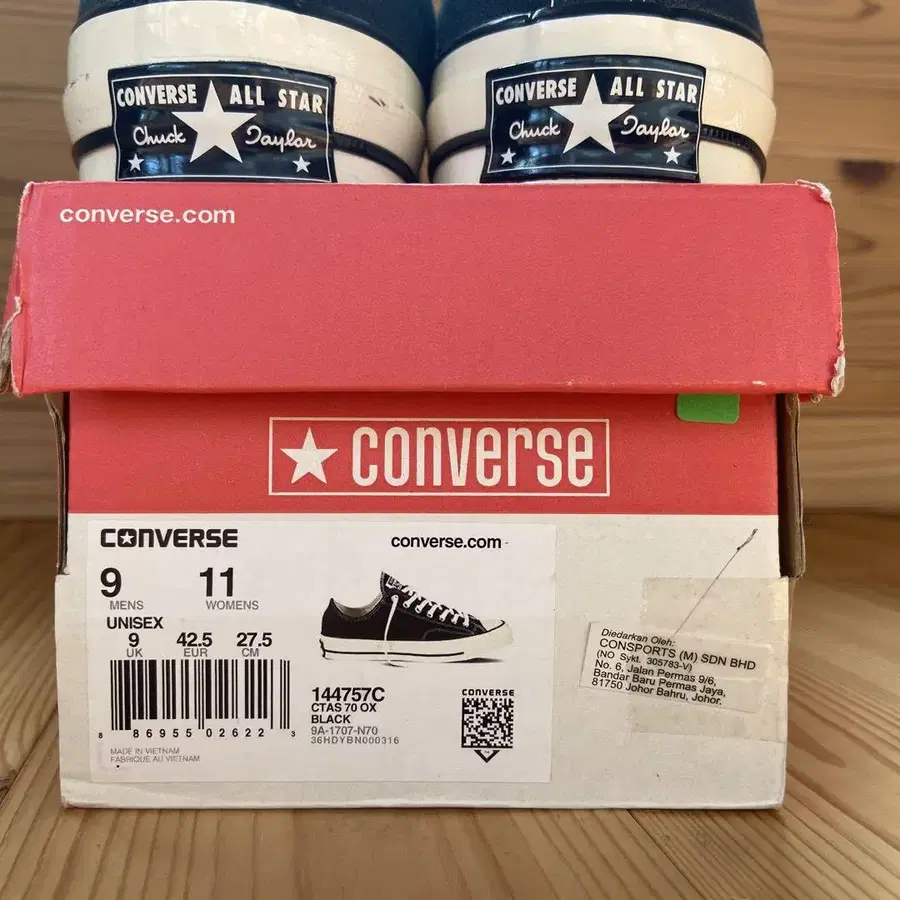 CONVERSE ALL STAR
Chuck Taylor
CONVERSE ALL STAR
Chuck Taylor
converse.com
converse
CONVERSE
converse.com
9
MENS
11
WOMENS
UNISEX
9 42.5 27.5
UK EUR CM
8 86955 02622 3
MADE IN VIETNAM
FABRIQUE AU VIETNAM
144757C
CTAS 70 OX
BLACK
9A-1707-N70
36HDYBN000316
CONVERSE
Diedarkan Oleh:
CONSPORTS (M) SDN BHD
(NO Sykt. 305783-V)
No. 6, Jalan Permas 9/6,
Bandar Baru Permas Jaya,
81750 Johor Bahru, Johor.